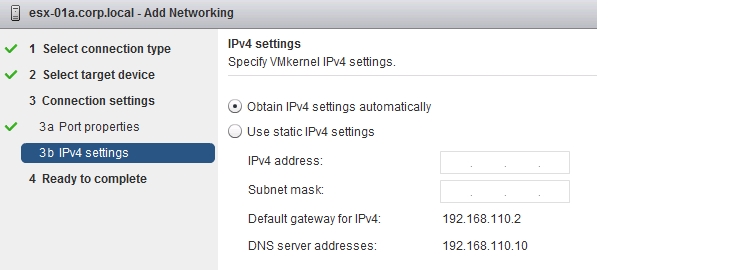 esx-01a.corp.local - Add Networking
1 Select connection type
2 Select target device
3 Connection settings
3a Port properties
3b IPv4 settings
4 Ready to complete
IPv4 settings
Specify VMkernel IPv4 settings.
Obtain IPv4 settings automatically
Use static IPv4 settings
IPv4 address: . . .
Subnet mask: . . .
Default gateway for IPv4: 192.168.110.2
DNS server addresses: 192.168.110.10